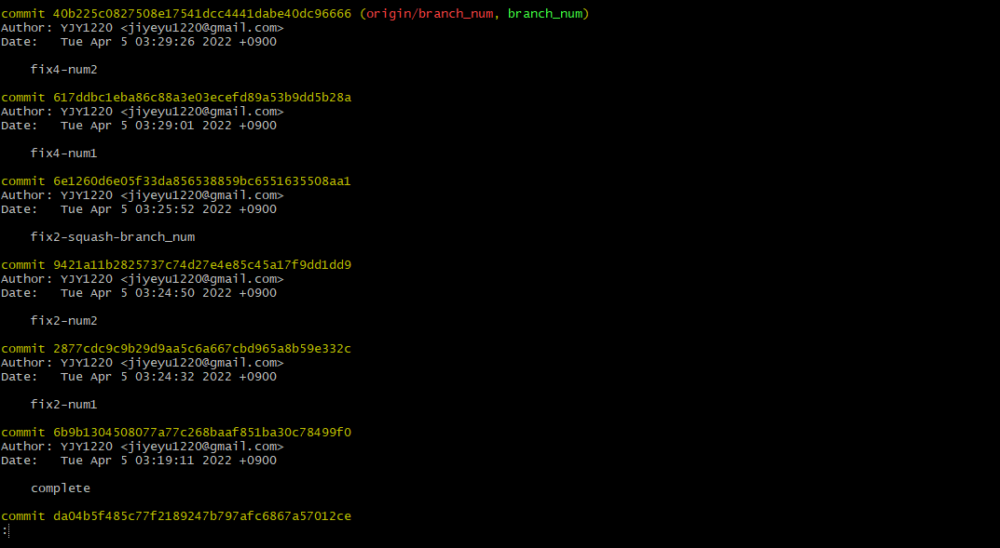 commit 40b225c0827508e17541dcc4441dabe40dc96666 (origin/branch_num, branch_num)
Author: YJY1220 <jiyeyu1220@gmail.com>
Date:   Tue Apr 5 03:29:26 2022 +0900
fix4-num2
commit 617ddbc1eba86c88a3e03ecefd89a53b9dd5b28a
Author: YJY1220 <jiyeyu1220@gmail.com>
Date:   Tue Apr 5 03:29:01 2022 +0900
fix4-num1
commit 6e1260d6e05f33da856538859bc6551635508aa1
Author: YJY1220 <jiyeyu1220@gmail.com>
Date:   Tue Apr 5 03:25:52 2022 +0900
fix2-squash-branch_num
commit 9421a11b2825737c74d27e4e85c45a17f9dd1dd9
Author: YJY1220 <jiyeyu1220@gmail.com>
Date:   Tue Apr 5 03:24:50 2022 +0900
fix2-num2
commit 2877cdc9c9b29d9aa5c6a667cbd965a8b59e332c
Author: YJY1220 <jiyeyu1220@gmail.com>
Date:   Tue Apr 5 03:24:32 2022 +0900
fix2-num1
commit 6b9b1304508077a77c268baaf851ba30c78499f0
Author: YJY1220 <jiyeyu1220@gmail.com>
Date:   Tue Apr 5 03:19:11 2022 +0900
complete
commit da04b5f485c77f2189247b797afc6867a57012ce
: